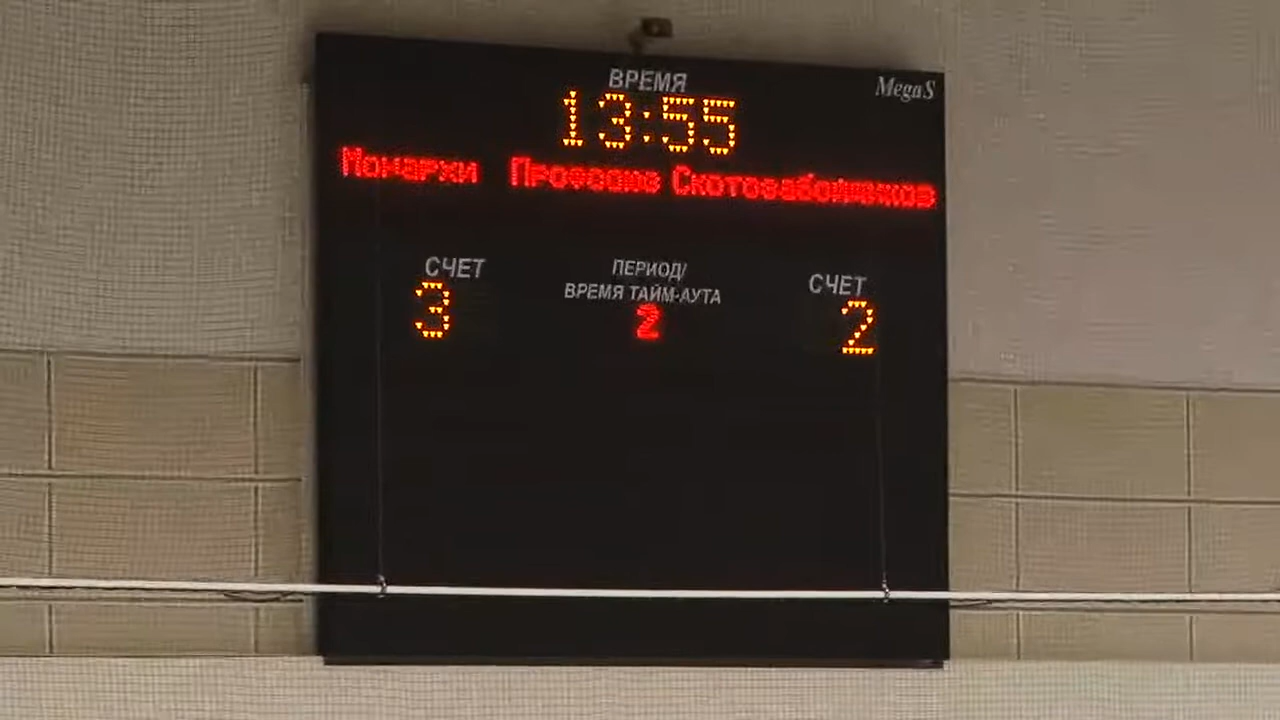 ВРЕМЯ
MegaS
13:55
Монархи Профсоюз Скотозабойщиков
СЧЕТ
ПЕРИОД/
ВРЕМЯ ТАЙМ-АУТА
СЧЕТ
3
2
2